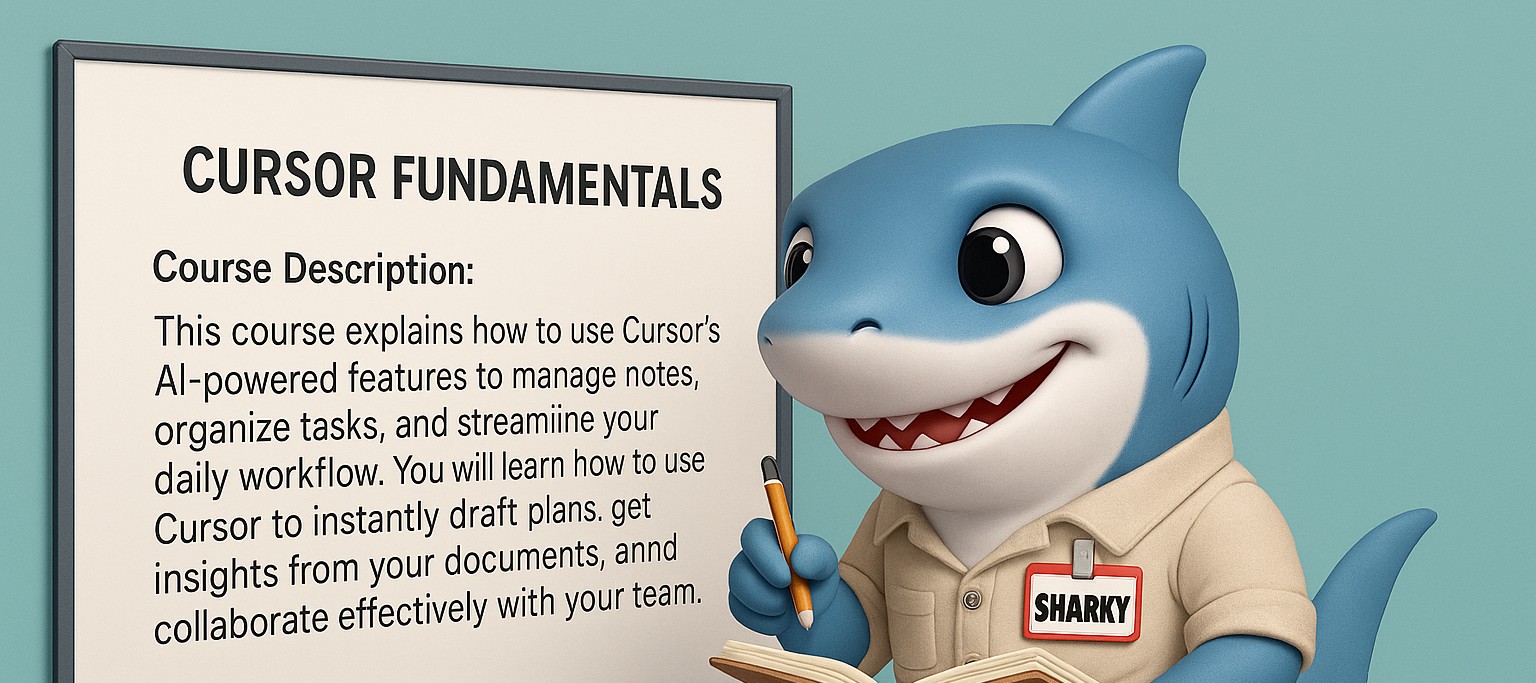 CURSOR FUNDAMENTALS
Course Description:
This course explains how to use Cursor's
AI-powered features to manage notes,
organize tasks, and streamiine your
daily workflow. You will learn how to use
Cursor to instantly draft plans. get
insights from your documents, annd
collaborate effectively with your team.
SHARKY